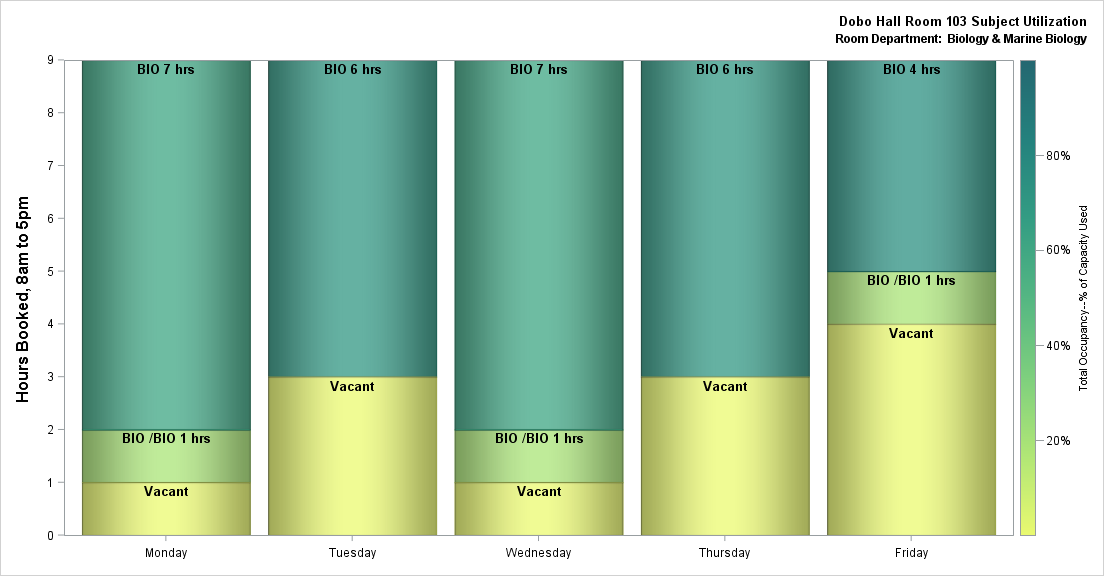 Dobo Hall Room 103 Subject Utilization
Room Department: Biology & Marine Biology
Hours Booked, 8am to 5pm
9
8
7
6
5
4
3
2
1
0
BIO 7 hrs
BIO /BIO 1 hrs
Vacant
BIO 6 hrs
Vacant
BIO 7 hrs
BIO /BIO 1 hrs
Vacant
BIO 6 hrs
Vacant
BIO 4 hrs
BIO /BIO 1 hrs
Vacant
Monday
Tuesday
Wednesday
Thursday
Friday
80%
60%
40%
20%
Total Occupancy--% of Capacity Used